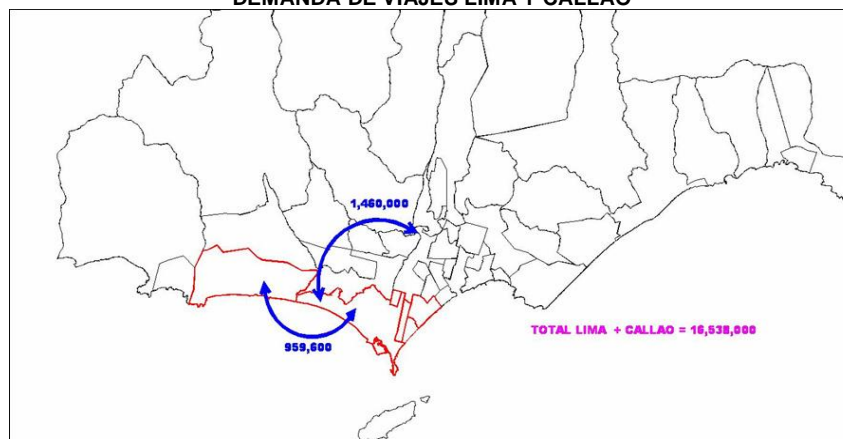 DEMANDA DE VIAJES LIMA Y CALLAO
1,460,000
TOTAL LIMA + CALLAO = 16,538,000
959,600